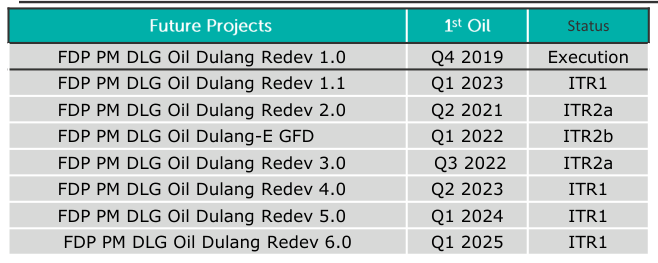 Future Projects 1st Oil Status
FDP PM DLG Oil Dulang Redev 1.0 Q4 2019 Execution
FDP PM DLG Oil Dulang Redev 1.1 Q1 2023 ITR1
FDP PM DLG Oil Dulang Redev 2.0 Q2 2021 ITR2a
FDP PM DLG Oil Dulang-E GFD Q1 2022 ITR2b
FDP PM DLG Oil Dulang Redev 3.0 Q3 2022 ITR2a
FDP PM DLG Oil Dulang Redev 4.0 Q2 2023 ITR1
FDP PM DLG Oil Dulang Redev 5.0 Q1 2024 ITR1
FDP PM DLG Oil Dulang Redev 6.0 Q1 2025 ITR1